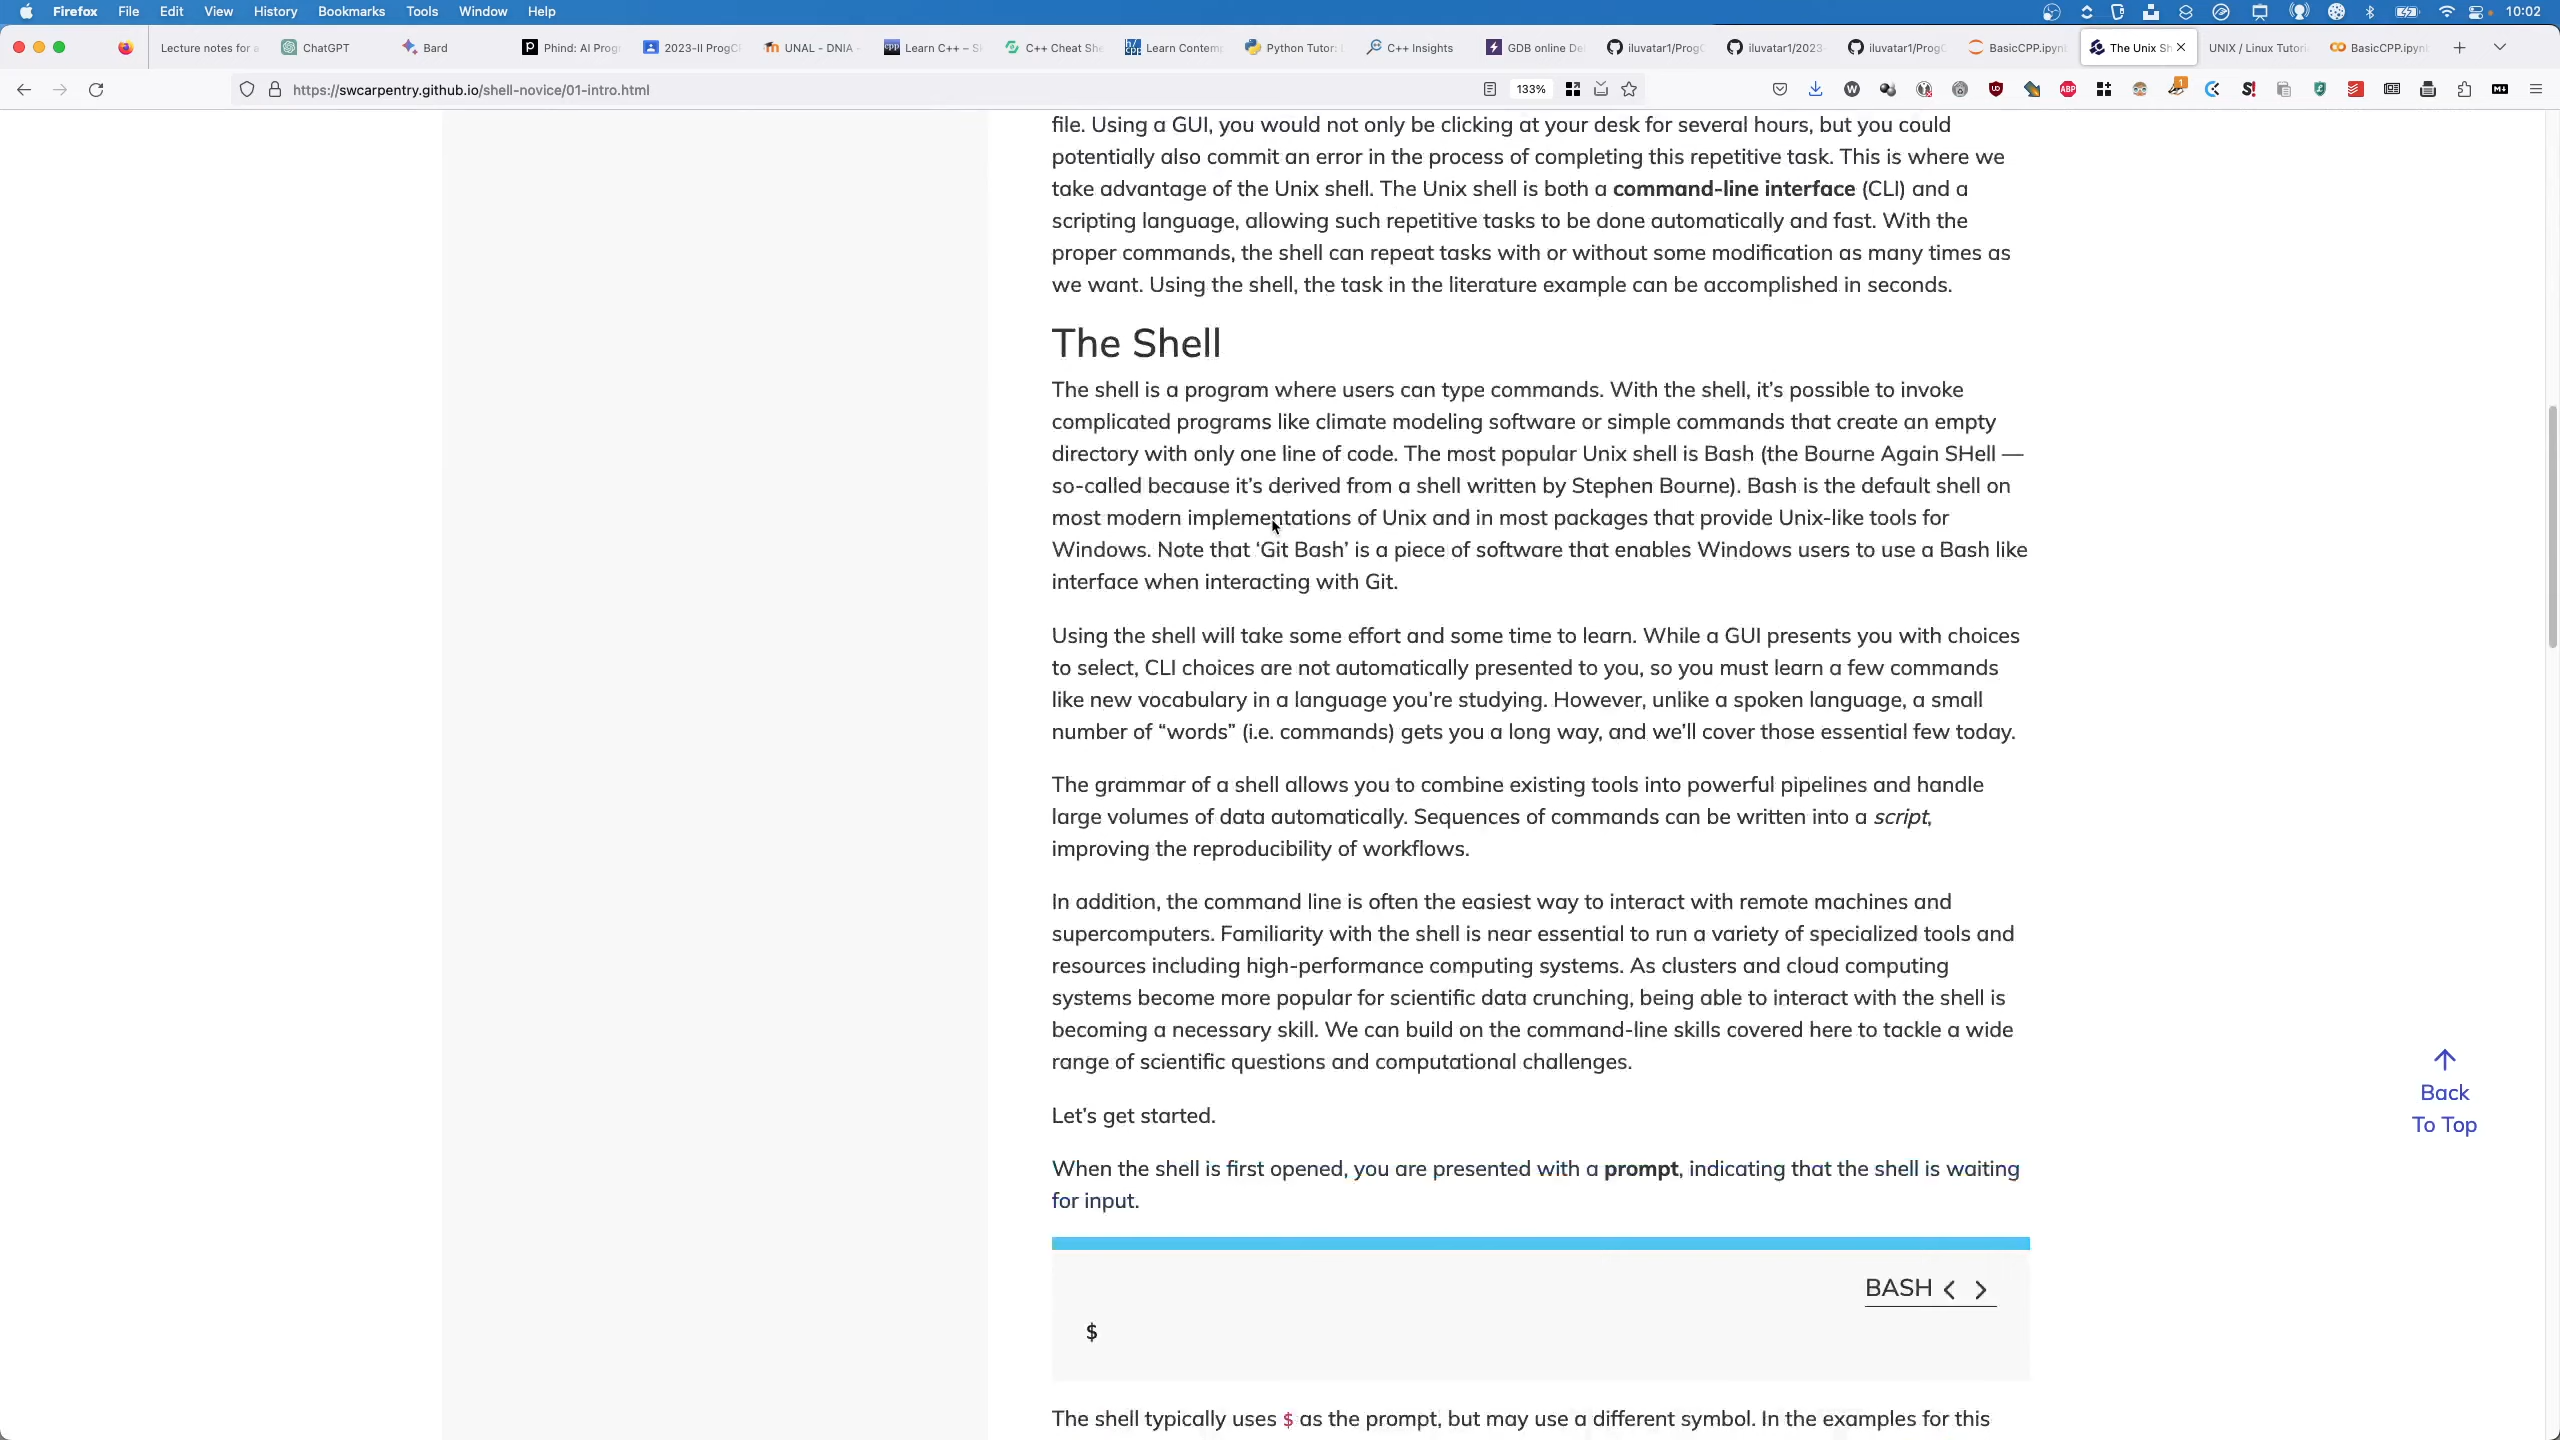 Firefox File Edit View History Bookmarks Tools Window Help 10:02
Lecture notes for a ChatGPT Bard Phind: AI Prog 2023-II ProgC UNAL - DNIA - Learn C++ – S C++ Cheat She Learn Contemp Python Tutor: C++ Insights GDB online De iluvatar1/ProgC iluvatar1/2023- iluvatar1/ProgC BasicCPP.ipyn The Unix Sh UNIX / Linux Tutori BasicCPP.ipyn
https://swcarpentry.github.io/shell-novice/01-intro.html 133%
file. Using a GUI, you would not only be clicking at your desk for several hours, but you could
potentially also commit an error in the process of completing this repetitive task. This is where we
take advantage of the Unix shell. The Unix shell is both a command-line interface (CLI) and a
scripting language, allowing such repetitive tasks to be done automatically and fast. With the
proper commands, the shell can repeat tasks with or without some modification as many times as
we want. Using the shell, the task in the literature example can be accomplished in seconds.
The Shell
The shell is a program where users can type commands. With the shell, it’s possible to invoke
complicated programs like climate modeling software or simple commands that create an empty
directory with only one line of code. The most popular Unix shell is Bash (the Bourne Again SHell —
so-called because it’s derived from a shell written by Stephen Bourne). Bash is the default shell on
most modern implementations of Unix and in most packages that provide Unix-like tools for
Windows. Note that ‘Git Bash’ is a piece of software that enables Windows users to use a Bash like
interface when interacting with Git.
Using the shell will take some effort and some time to learn. While a GUI presents you with choices
to select, CLI choices are not automatically presented to you, so you must learn a few commands
like new vocabulary in a language you’re studying. However, unlike a spoken language, a small
number of “words” (i.e. commands) gets you a long way, and we’ll cover those essential few today.
The grammar of a shell allows you to combine existing tools into powerful pipelines and handle
large volumes of data automatically. Sequences of commands can be written into a script,
improving the reproducibility of workflows.
In addition, the command line is often the easiest way to interact with remote machines and
supercomputers. Familiarity with the shell is near essential to run a variety of specialized tools and
resources including high-performance computing systems. As clusters and cloud computing
systems become more popular for scientific data crunching, being able to interact with the shell is
becoming a necessary skill. We can build on the command-line skills covered here to tackle a wide
range of scientific questions and computational challenges.
Back
To Top
Let’s get started.
When the shell is first opened, you are presented with a prompt, indicating that the shell is waiting
for input.
BASH < >
$
The shell typically uses $ as the prompt, but may use a different symbol. In the examples for this